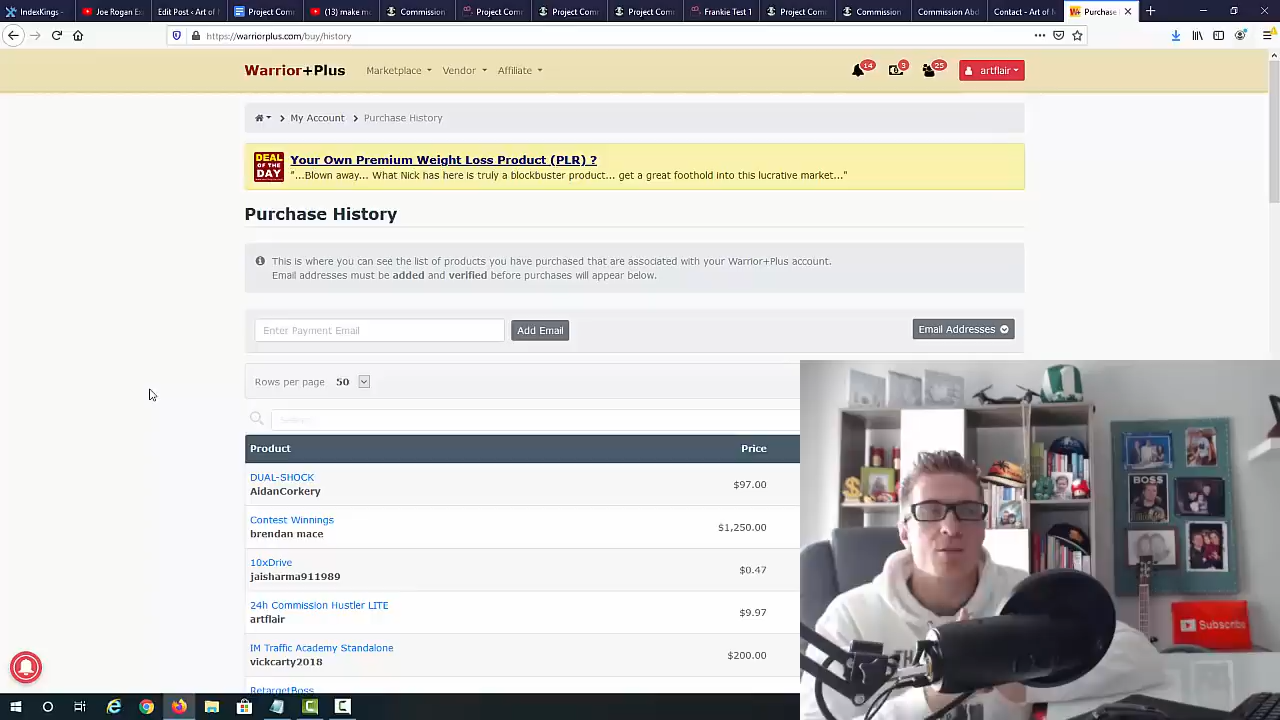 IndexKings -
Joe Rogan Ex
Edit Post ‹ Art of
Project Com
(13) make m
Commission
Project Com
Project Com
Project Com
Frankie Test 1
Project Com
Commission
Commission Abd
Contact - Art of M
Purchase
https://warriorplus.com/buy/history
Warrior+Plus
Marketplace
Vendor
Affiliate
14
3
25
artflair
My Account
Purchase History
DEAL OF THE DAY
Your Own Premium Weight Loss Product (PLR) ?
"...Blown away... What Nick has here is truly a blockbuster product... get a great foothold into this lucrative market..."
Purchase History
This is where you can see the list of products you have purchased that are associated with your Warrior+Plus account.
Email addresses must be added and verified before purchases will appear below.
Enter Payment Email
Add Email
Email Addresses
Rows per page 50
Search...
Product Price
DUAL-SHOCK
AidanCorkery
$97.00
Contest Winnings
brendan mace
$1,250.00
10xDrive
jaisharma911989
$0.47
24h Commission Hustler LITE
artflair
$9.97
IM Traffic Academy Standalone
vickcarty2018
$200.00
RetargetBoss
BOSS
Subscribe